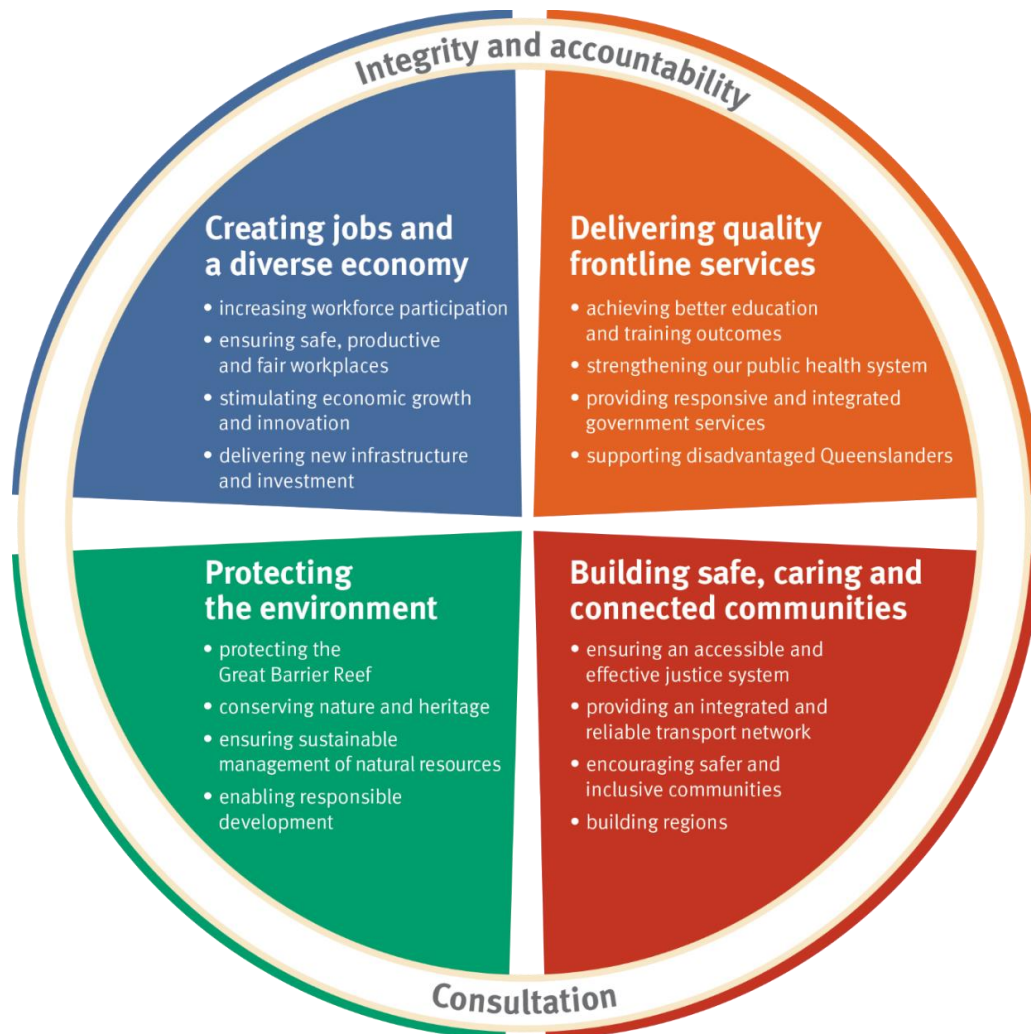 Integrity and accountability
Creating jobs and
a diverse economy
• increasing workforce participation
• ensuring safe, productive
and fair workplaces
• stimulating economic growth
and innovation
• delivering new infrastructure
and investment
Delivering quality
frontline services
• achieving better education
and training outcomes
• strengthening our public health system
• providing responsive and integrated
government services
• supporting disadvantaged Queenslanders
Protecting
the environment
• protecting the
Great Barrier Reef
• conserving nature and heritage
• ensuring sustainable
management of natural resources
• enabling responsible
development
Building safe, caring and
connected communities
• ensuring an accessible and
effective justice system
• providing an integrated and
reliable transport network
• encouraging safer and
inclusive communities
• building regions
Consultation